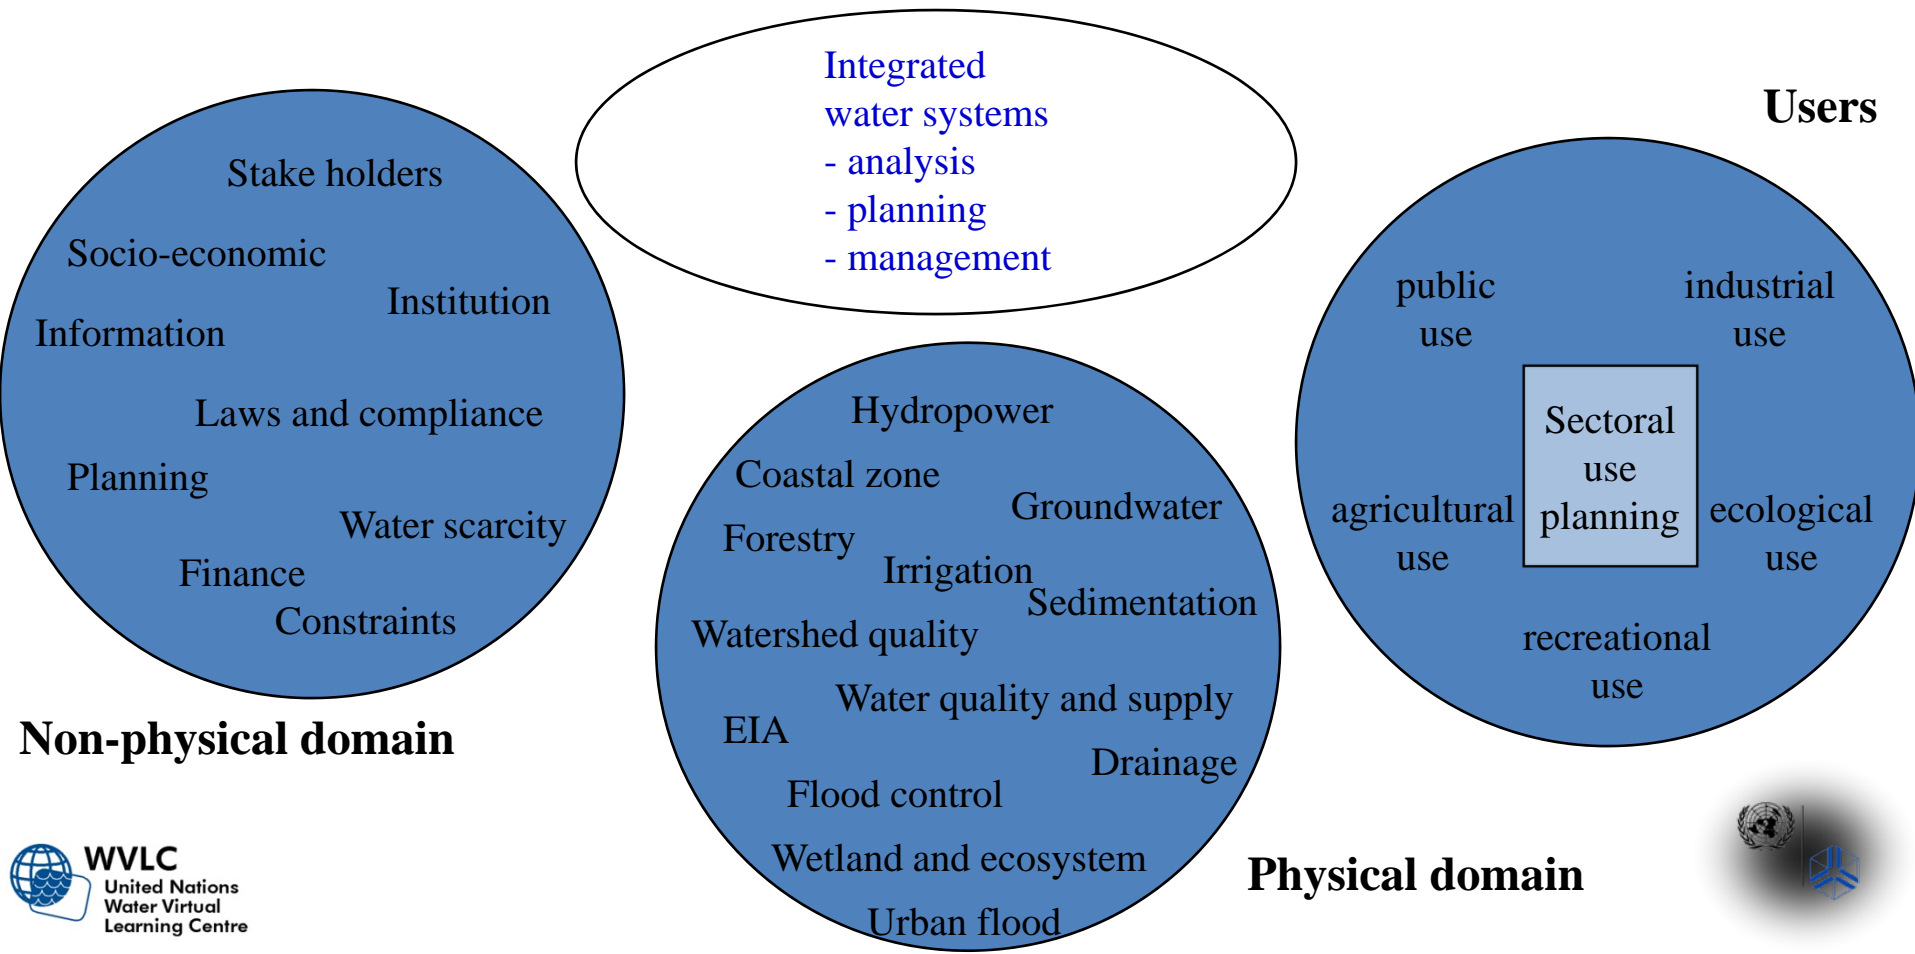 Integrated
water systems
- analysis
- planning
- management
Users
Stake holders
Socio-economic
Institution
Information
Laws and compliance
Planning
Water scarcity
Finance
Constraints
Non-physical domain
Hydropower
Coastal zone
Groundwater
Forestry
Irrigation
Sedimentation
Watershed quality
Water quality and supply
EIA
Drainage
Flood control
Wetland and ecosystem
Urban flood
Physical domain
public
use
industrial
use
Sectoral
use
planning
agricultural
use
ecological
use
recreational
use
WVLC
United Nations
Water Virtual
Learning Centre